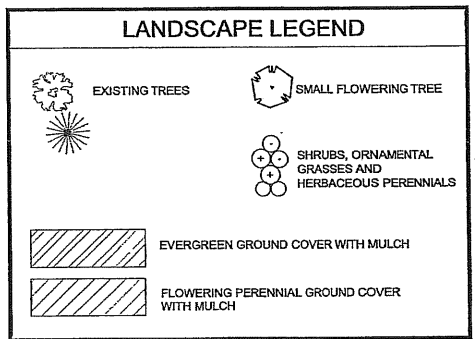 LANDSCAPE LEGEND
EXISTING TREES
SMALL FLOWERING TREE
SHRUBS, ORNAMENTAL
GRASSES AND
HERBACEOUS PERENNIALS
EVERGREEN GROUND COVER WITH MULCH
FLOWERING PERENNIAL GROUND COVER
WITH MULCH